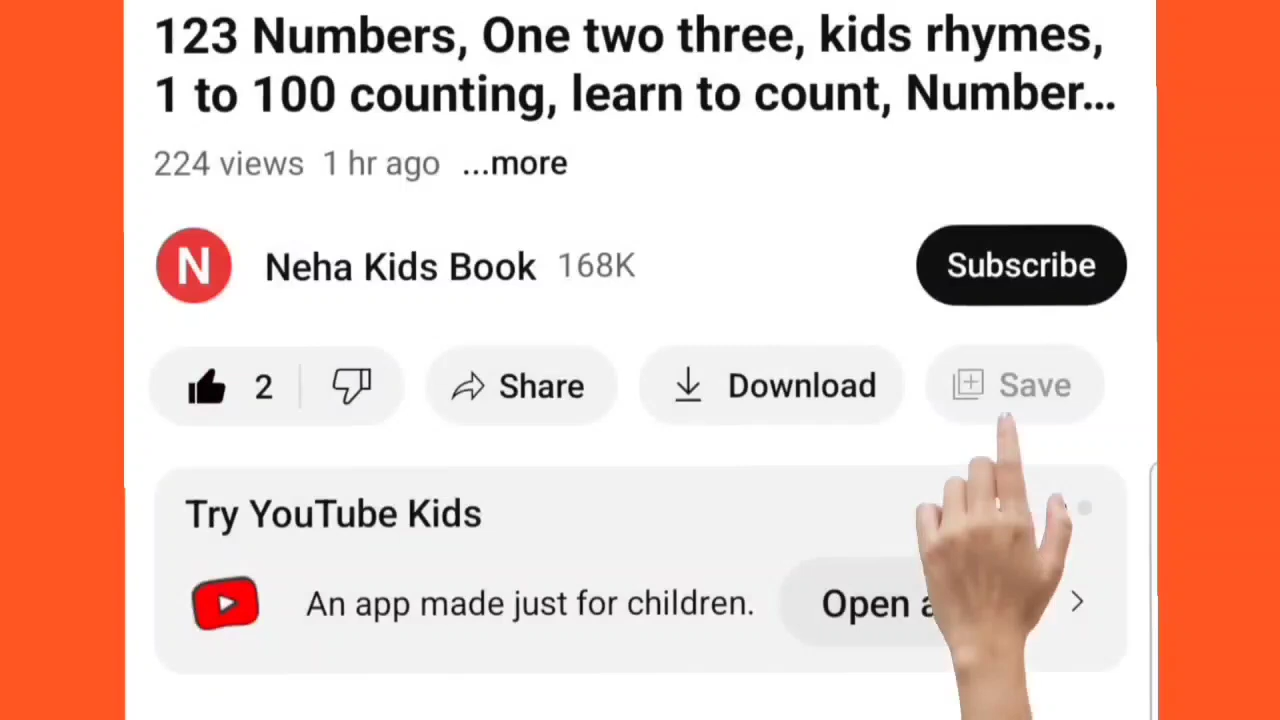 123 Numbers, One two three, kids rhymes,
1 to 100 counting, learn to count, Number...
224 views 1 hr ago ...more
N Neha Kids Book 168K Subscribe
2 Share Download Save
Try YouTube Kids
An app made just for children. Open